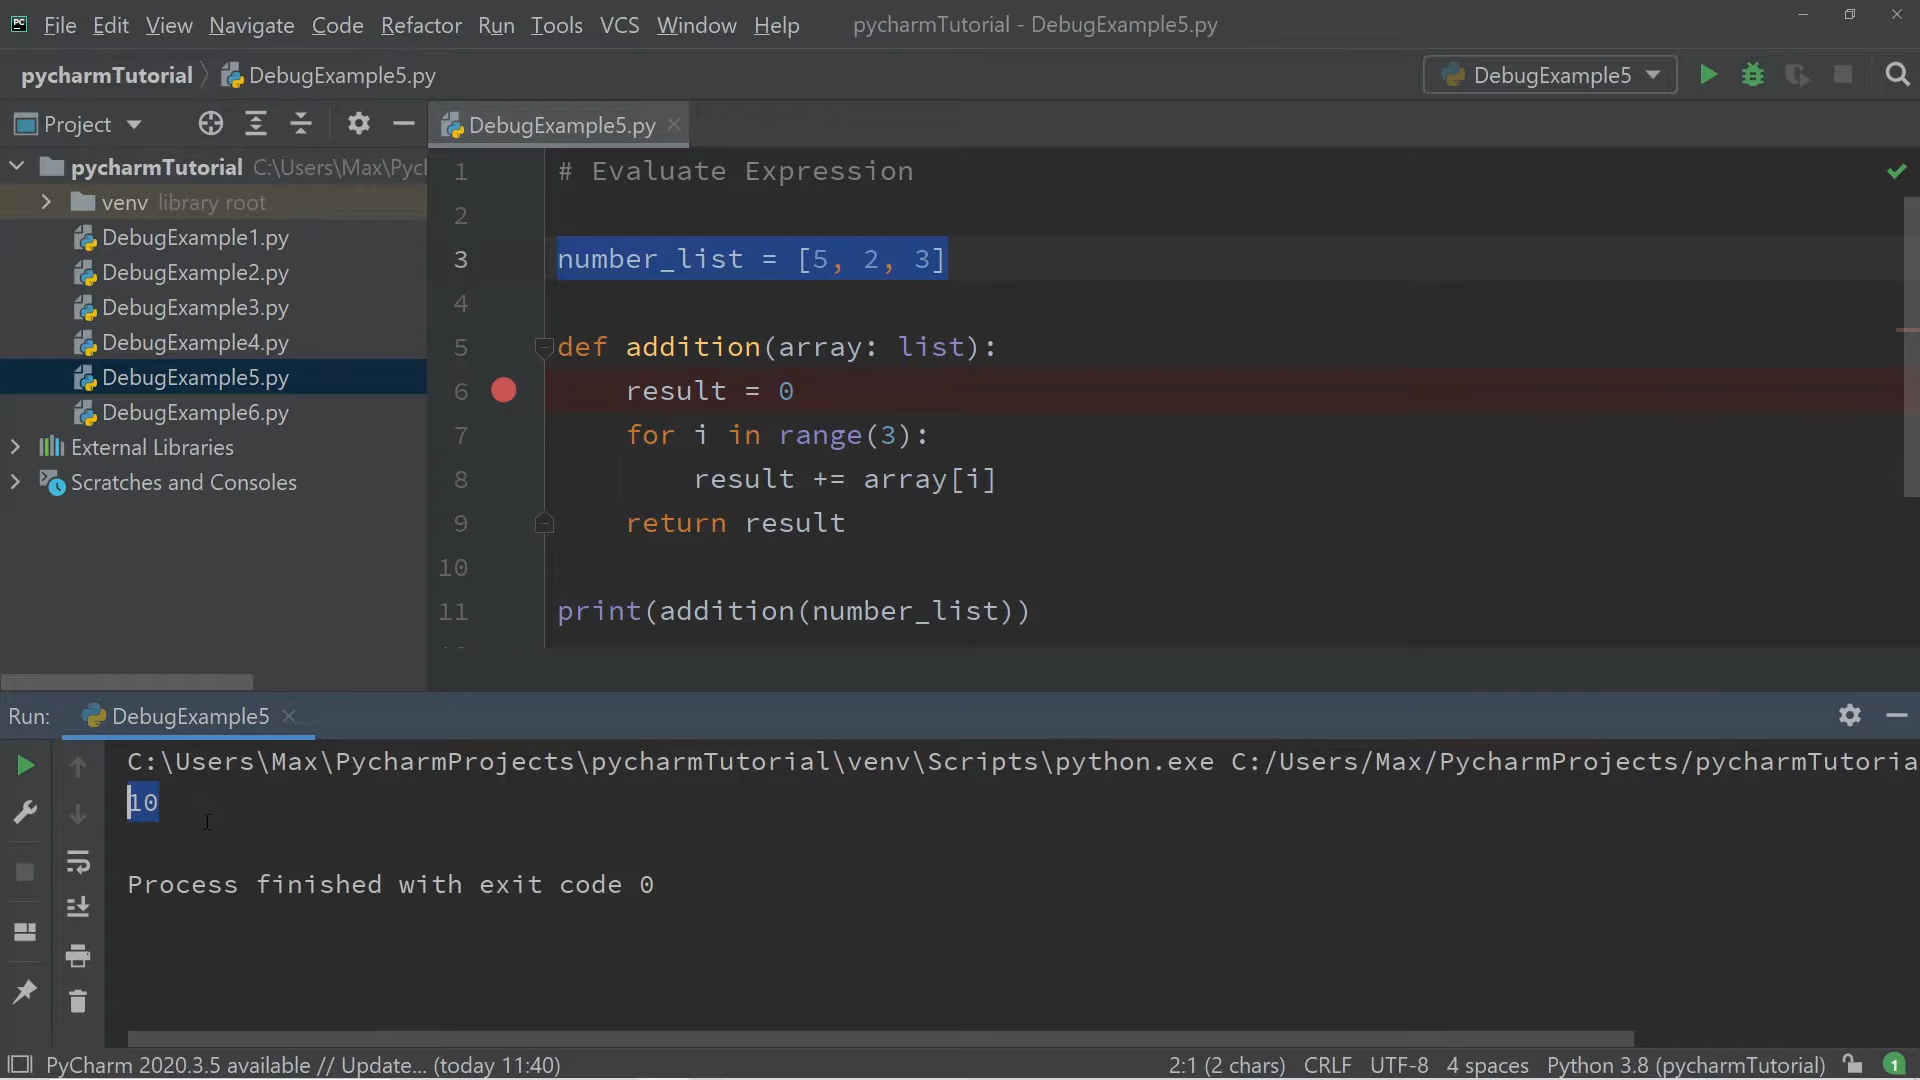 PC File Edit View Navigate Code Refactor Run Tools VCS Window Help pycharmTutorial - DebugExample5.py
pycharmTutorial DebugExample5.py DebugExample5
Project DebugExample5.py
pycharmTutorial C:\Users\Max\Pycl
venv library root
DebugExample1.py
DebugExample2.py
DebugExample3.py
DebugExample4.py
DebugExample5.py
DebugExample6.py
External Libraries
Scratches and Consoles
1 # Evaluate Expression
2
3 number_list = [5, 2, 3]
4
5 def addition(array: list):
6 result = 0
7 for i in range(3):
8 result += array[i]
9 return result
10
11 print(addition(number_list))
Run: DebugExample5
C:\Users\Max\PycharmProjects\pycharmTutorial\venv\Scripts\python.exe C:/Users/Max/PycharmProjects/pycharmTutoria
10
Process finished with exit code 0
PyCharm 2020.3.5 available // Update... (today 11:40) 2:1 (2 chars) CRLF UTF-8 4 spaces Python 3.8 (pycharmTutorial) 1